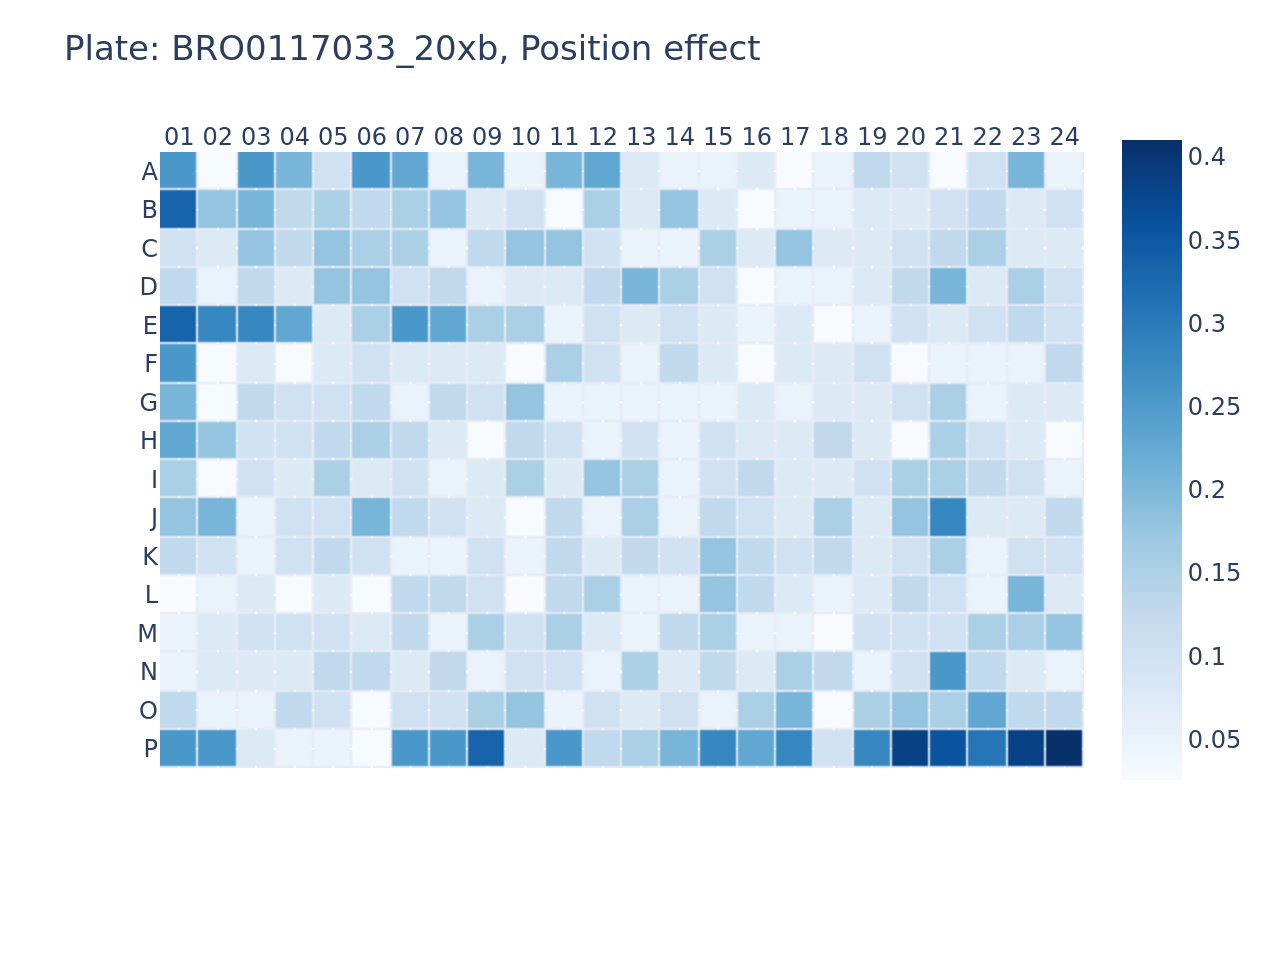 Plate: BRO0117033_20xb, Position effect
01 02 03 04 05 06 07 08 09 10 11 12 13 14 15 16 17 18 19 20 21 22 23 24
A
B
C
D
E
F
G
H
I
J
K
L
M
N
O
P
0.4
0.35
0.3
0.25
0.2
0.15
0.1
0.05